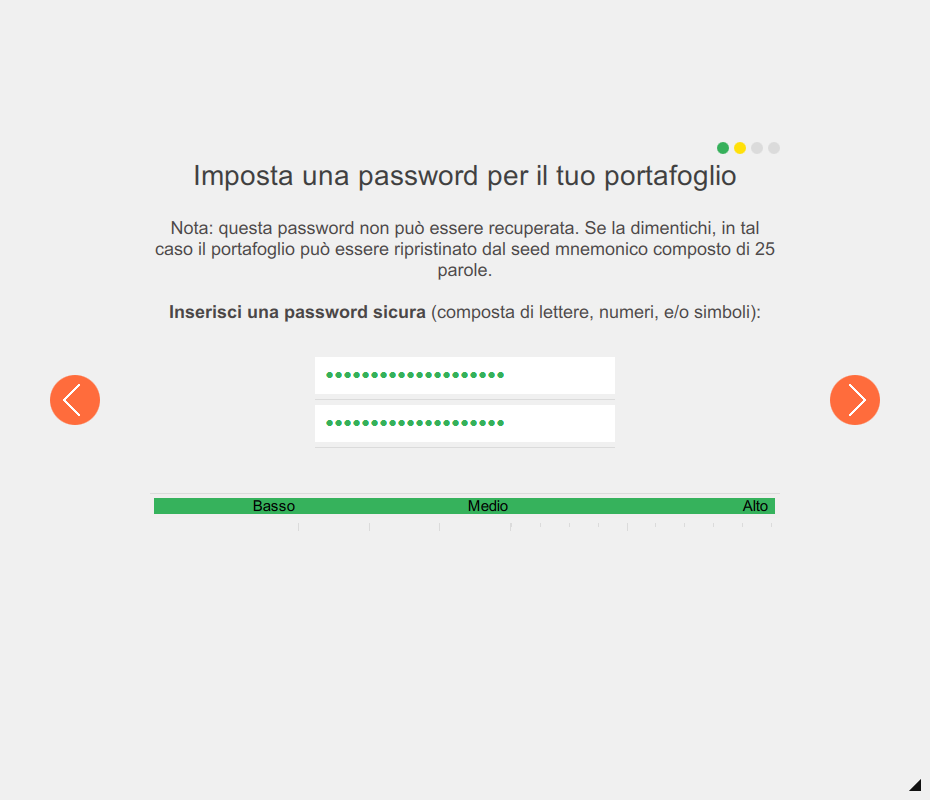 Imposta una password per il tuo portafoglio
Nota: questa password non può essere recuperata. Se la dimentichi, in tal
caso il portafoglio può essere ripristinato dal seed mnemonico composto di 25
parole.
Inserisci una password sicura (composta di lettere, numeri, e/o simboli):
Basso Medio Alto